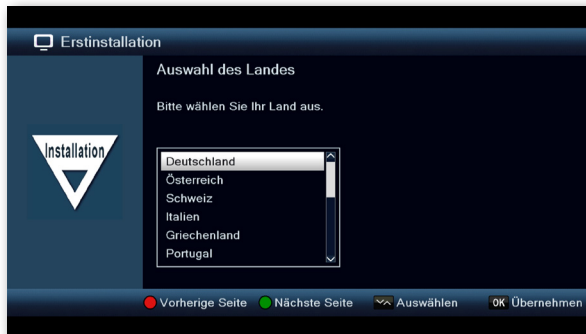 Erstinstallation
Auswahl des Landes
Bitte wählen Sie Ihr Land aus.
Installation
Deutschland
Österreich
Schweiz
Italien
Griechenland
Portugal
Vorherige Seite Nächste Seite Auswählen OK Übernehmen